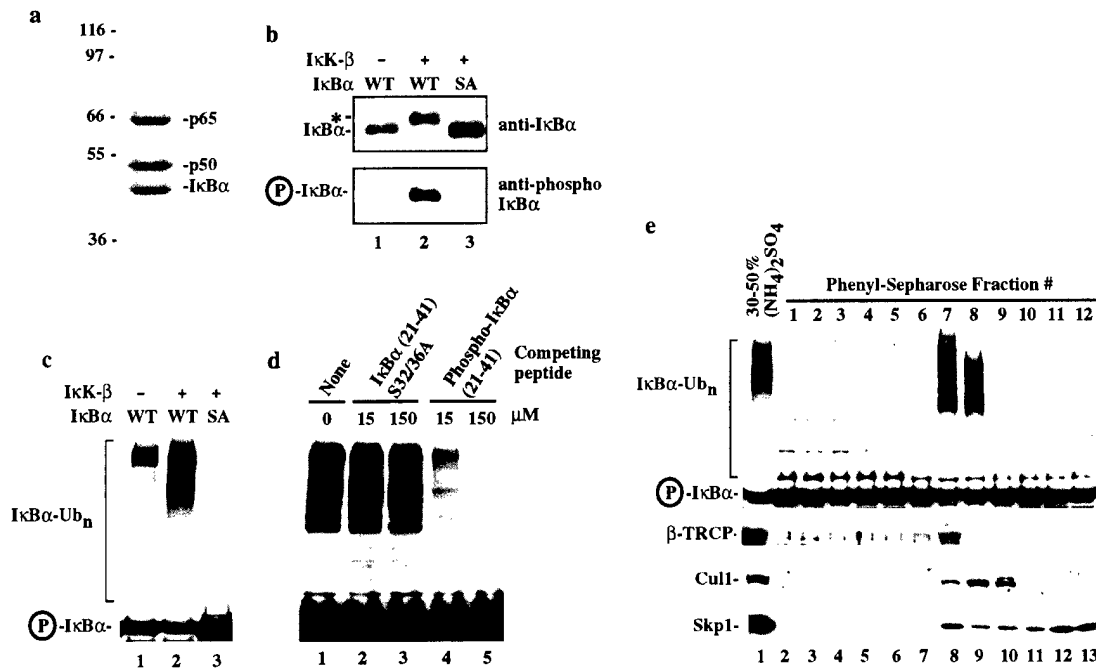 a
116 -
97 -
66 -
55 -
36 -
-p65
-p50
-IκBα
b
IκK-β - + +
IκBα WT WT SA
*-
IκBα-
anti-IκBα
P -IκBα-
anti-phospho
IκBα
1 2 3
c
IκK-β - + +
IκBα WT WT SA
IκBα-Ubn
P -IκBα-
1 2 3
d
None
IκBα (21-41)
S32/36A
Phospho-IκBα
(21-41)
Competing
peptide
0 15 150 15 150 μM
1 2 3 4 5
e
30-50%
(NH4)2SO4
Phenyl-Sepharose Fraction #
1 2 3 4 5 6 7 8 9 10 11 12
IκBα-Ubn
P -IκBα-
β-TRCP-
Cul1-
Skp1-
1 2 3 4 5 6 7 8 9 10 11 12 13